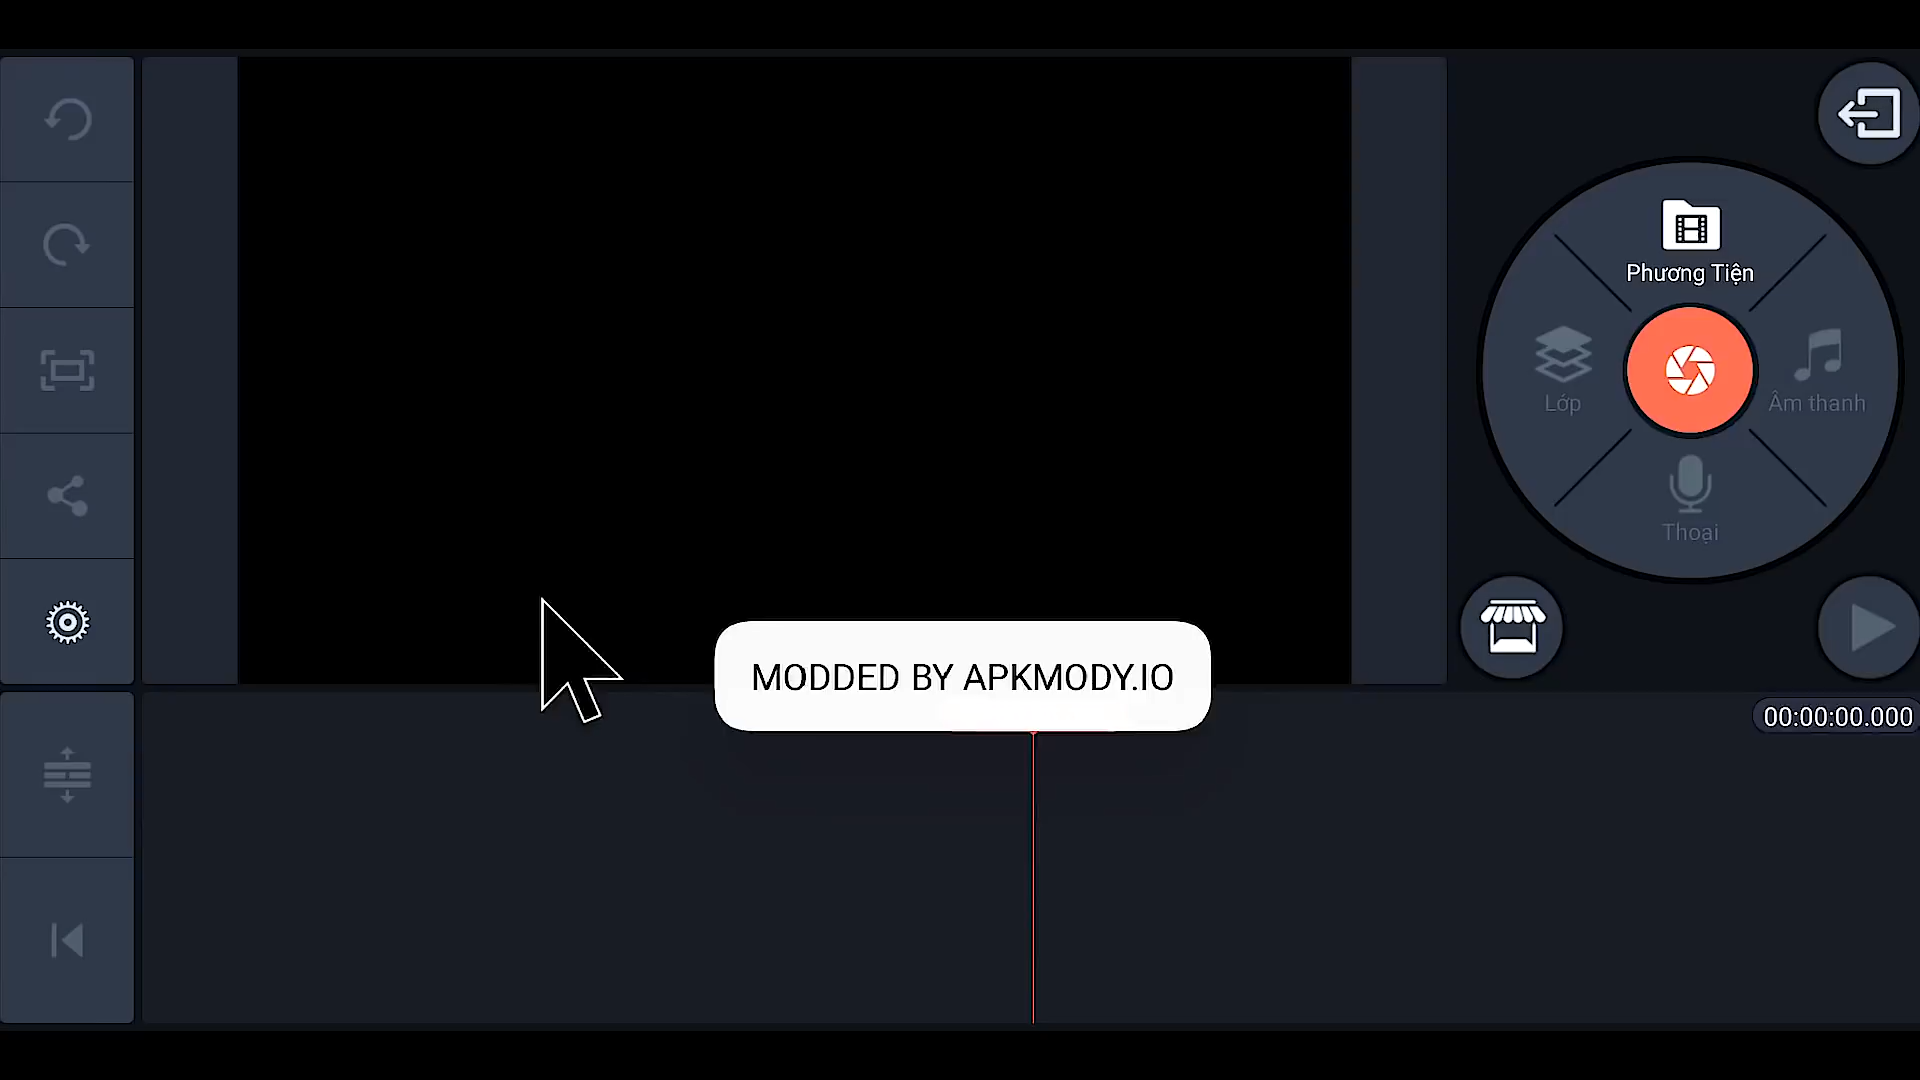 Phương Tiện
Lớp
Âm thanh
Thoại
MODDED BY APKMODY.IO
00:00:00.000